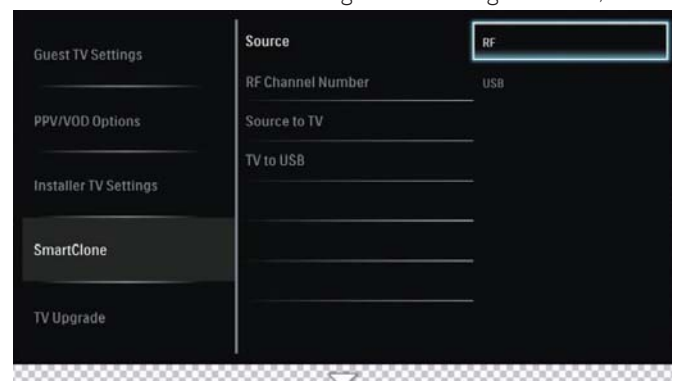 Guest TV Settings
PPV/VOD Options
Installer TV Settings
SmartClone
TV Upgrade
Source
RF Channel Number
Source to TV
TV to USB
RF
USB